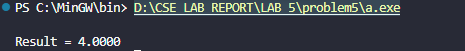 PS C:\MinGW\bin> D:\CSE LAB REPORT\LAB 5\problem5\a.exe
Result = 4.0000